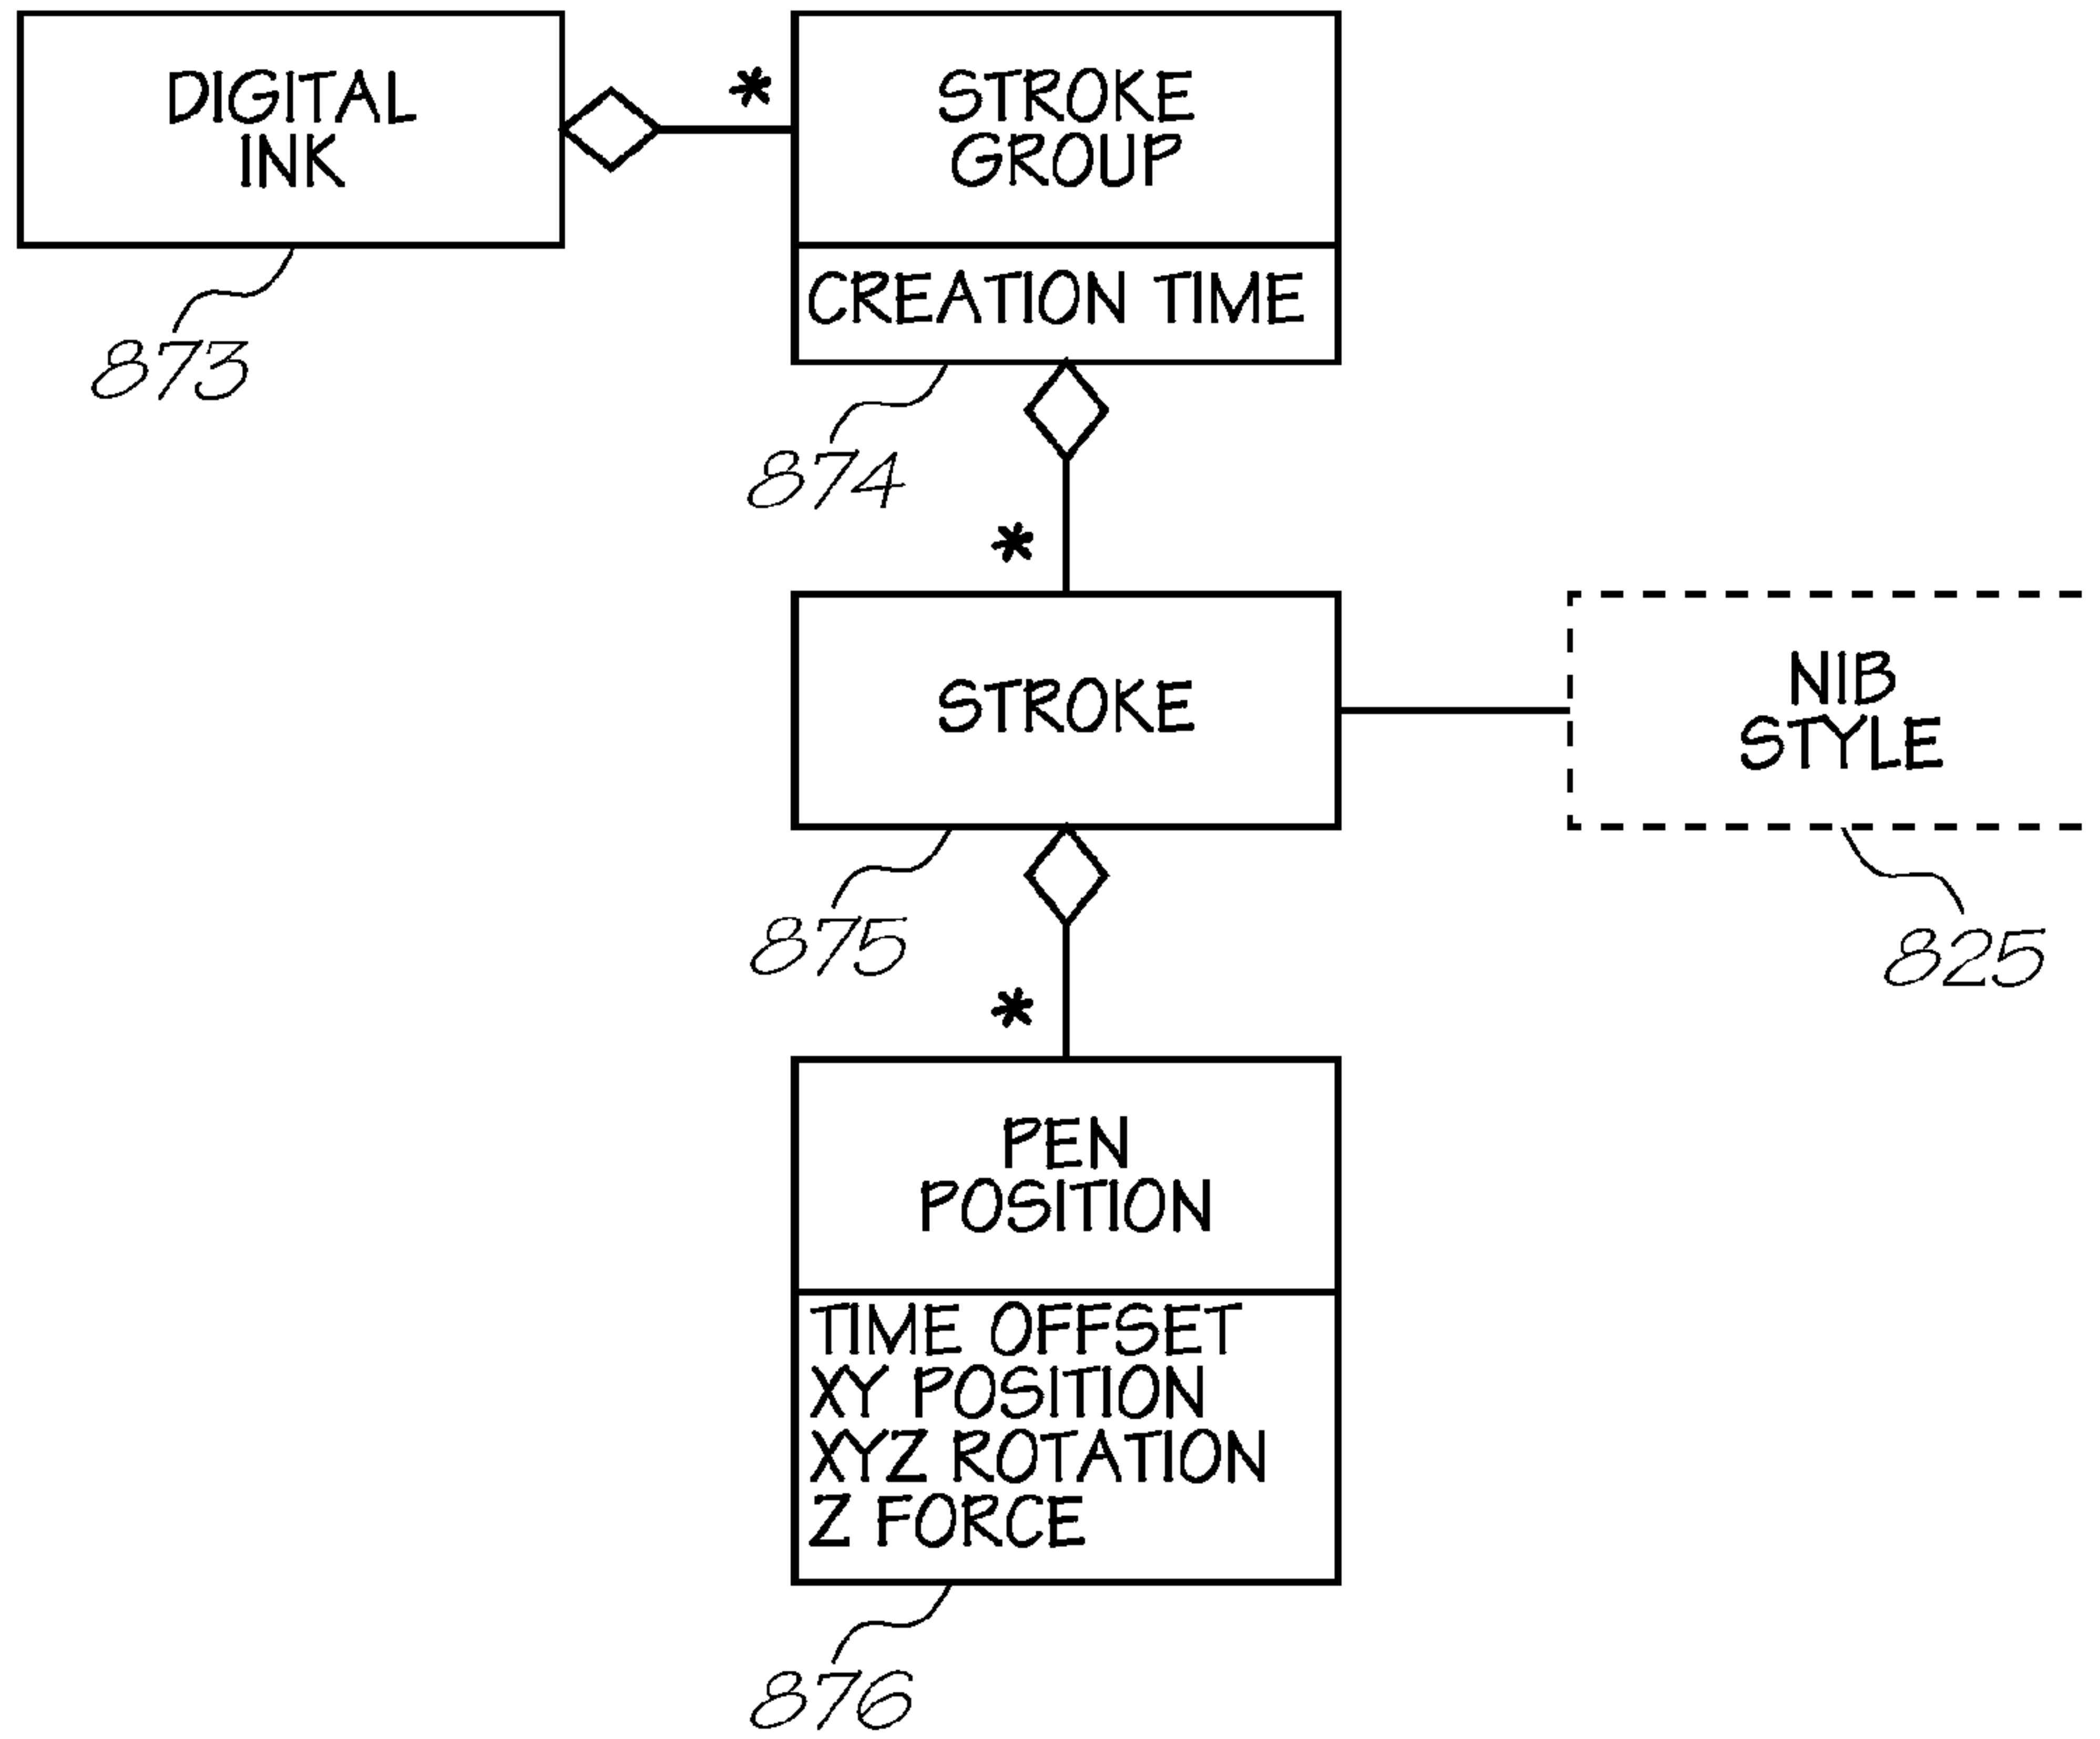 DIGITAL
INK
*
STROKE
GROUP
CREATION TIME
873
874
*
STROKE
NIB
STYLE
875
825
*
PEN
POSITION
TIME OFFSET
XY POSITION
XYZ ROTATION
Z FORCE
876